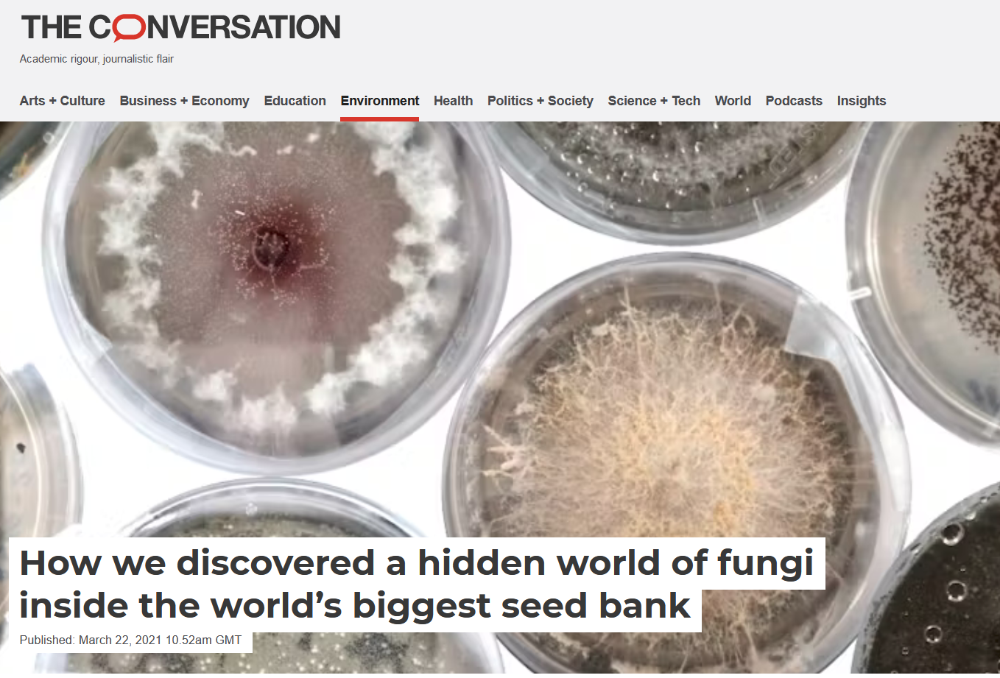 THE CONVERSATION
Academic rigour, journalistic flair
Arts + Culture Business + Economy Education Environment Health Politics + Society Science + Tech World Podcasts Insights
How we discovered a hidden world of fungi
inside the world’s biggest seed bank
Published: March 22, 2021 10.52am GMT